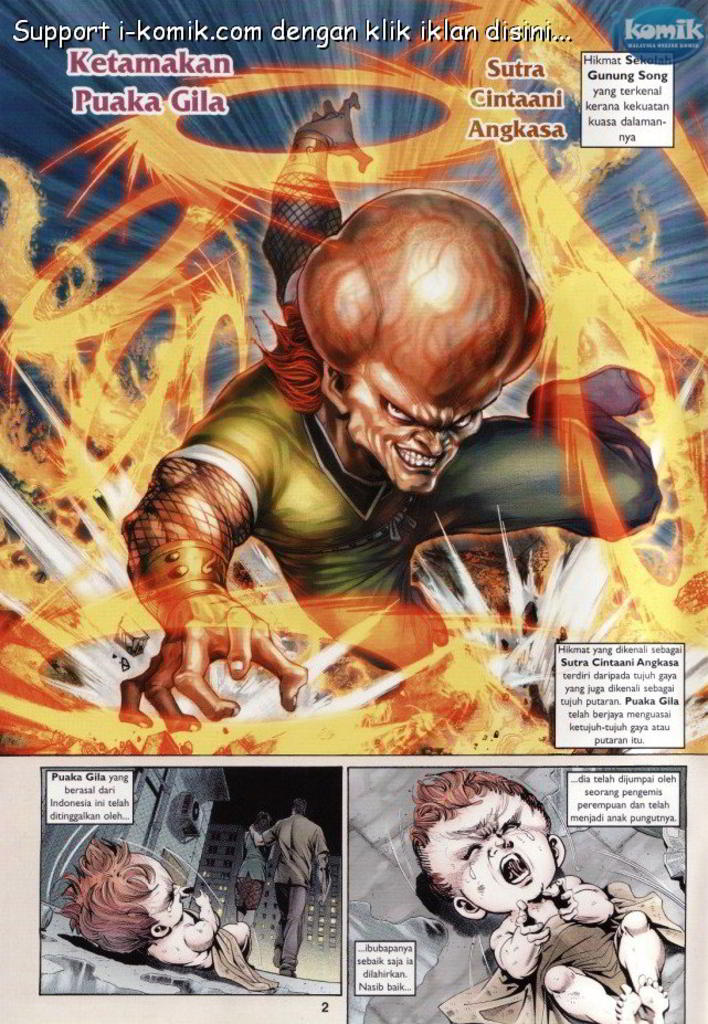 Support i-komik.com dengan klik iklan disini...
komik
MALAYSIA ONLINE KOMIK
Ketamakan
Puaka Gila
Sutra
Cintaani
Angkasa
Hikmat Sekolah
Gunung Song
yang terkenal
kerana kekuatan
kuasa dalaman-
nya
Hikmat yang dikenali sebagai
Sutra Cintaani Angkasa
terdiri daripada tujuh gaya
yang juga dikenali sebagai
tujuh putaran. Puaka Gila
telah berjaya menguasai
ketujuh-tujuh gaya atau
putaran itu.
Puaka Gila yang
berasal dari
Indonesia ini telah
ditinggalkan oleh...
...ibubapanya
sebaik saja ia
dilahirkan.
Nasib baik...
...dia telah dijumpai oleh
seorang pengemis
perempuan dan telah
menjadi anak pungutnya.
2